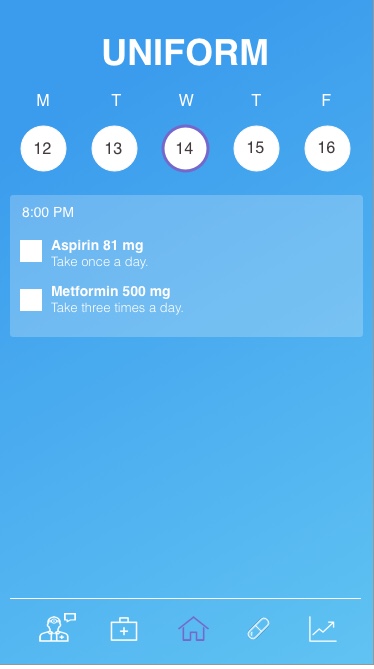 UNIFORM
M T W T F
12 13 14 15 16
8:00 PM
Aspirin 81 mg
Take once a day.
Metformin 500 mg
Take three times a day.